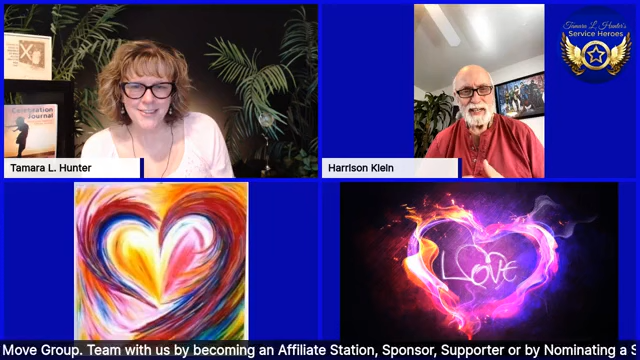 Celebration
Journal
Tamara L. Hunter's
Service Heroes
Tamara L. Hunter
Harrison Klein
Love
Move Group. Team with us by becoming an Affiliate Station, Sponsor, Supporter or by Nominating a S